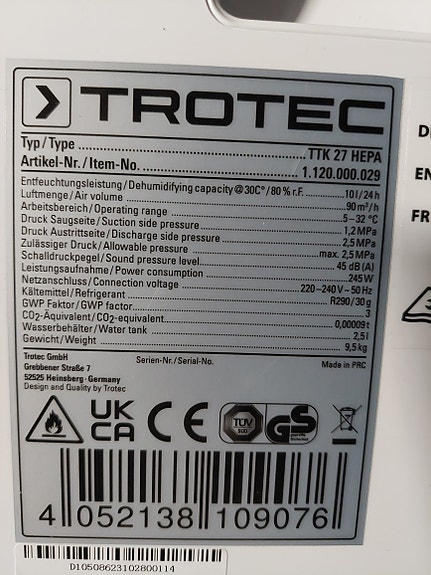 TROTEC
Typ/Type TTK 27 HEPA
Artikel-Nr./Item-No. 1.120.000.029
Entfeuchtungsleistung/Dehumidifying capacity@30C°/80% r.F. 10l/24h
Luftmenge/Air volume 90m³/h
Arbeitsbereich/Operating range 5–32°C
Druck Saugseite/Suction side pressure 1,2MPa
Druck Austrittseite/Discharge side pressure 2,5MPa
Zulässiger Druck/Allowable pressure max. 2,5MPa
Schalldruckpegel/Sound pressure level 45dB(A)
Leistungsaufnahme/Power consumption 245W
Netzanschluss/Connection voltage 220–240V~50Hz
Kältemittel/Refrigerant R290/30g
GWP Faktor/GWP factor 3
CO₂-Äquivalent/CO₂-equivalent 0,00009t
Wasserbehälter/Water tank 2,5l
Gewicht/Weight 9,5kg
Trotec GmbH
Grebbener Straße 7
52525 Heinsberg · Germany
Design and Quality by Trotec
Serien-Nr./Serial-No.
Made in PRC
UK
CA
CE
TÜV
SÜD
GS
4 052138 109076
D10508623102800114
D
EN
FR